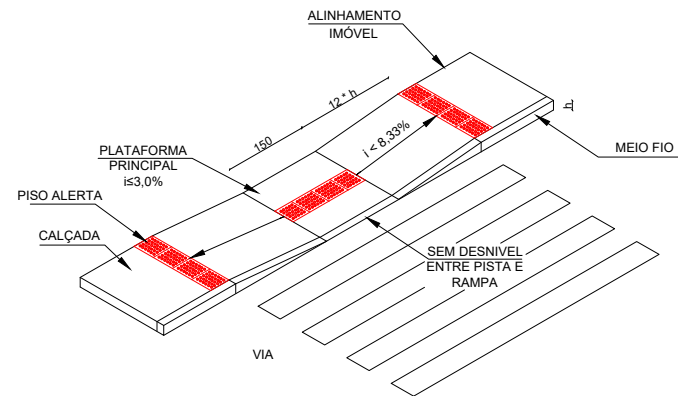 ALINHAMENTO
IMÓVEL
12 * h
150
h
i < 8,33%
MEIO FIO
PLATAFORMA
PRINCIPAL
i≤3,0%
PISO ALERTA
CALÇADA
SEM DESNIVEL
ENTRE PISTA E
RAMPA
VIA